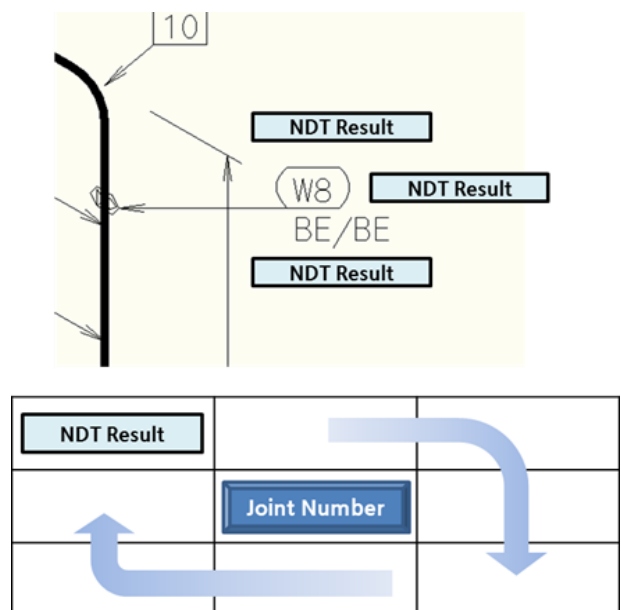 10
NDT Result
W8
NDT Result
BE/BE
NDT Result
NDT Result
Joint Number